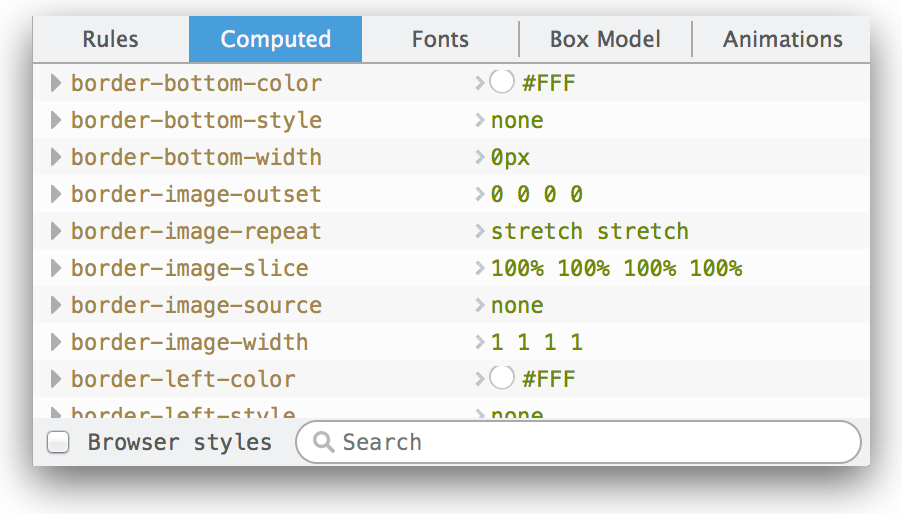 Rules Computed Fonts Box Model Animations
border-bottom-color #FFF
border-bottom-style none
border-bottom-width 0px
border-image-outset 0 0 0 0
border-image-repeat stretch stretch
border-image-slice 100% 100% 100% 100%
border-image-source none
border-image-width 1 1 1 1
border-left-color #FFF
border-left-style none
Browser styles Search